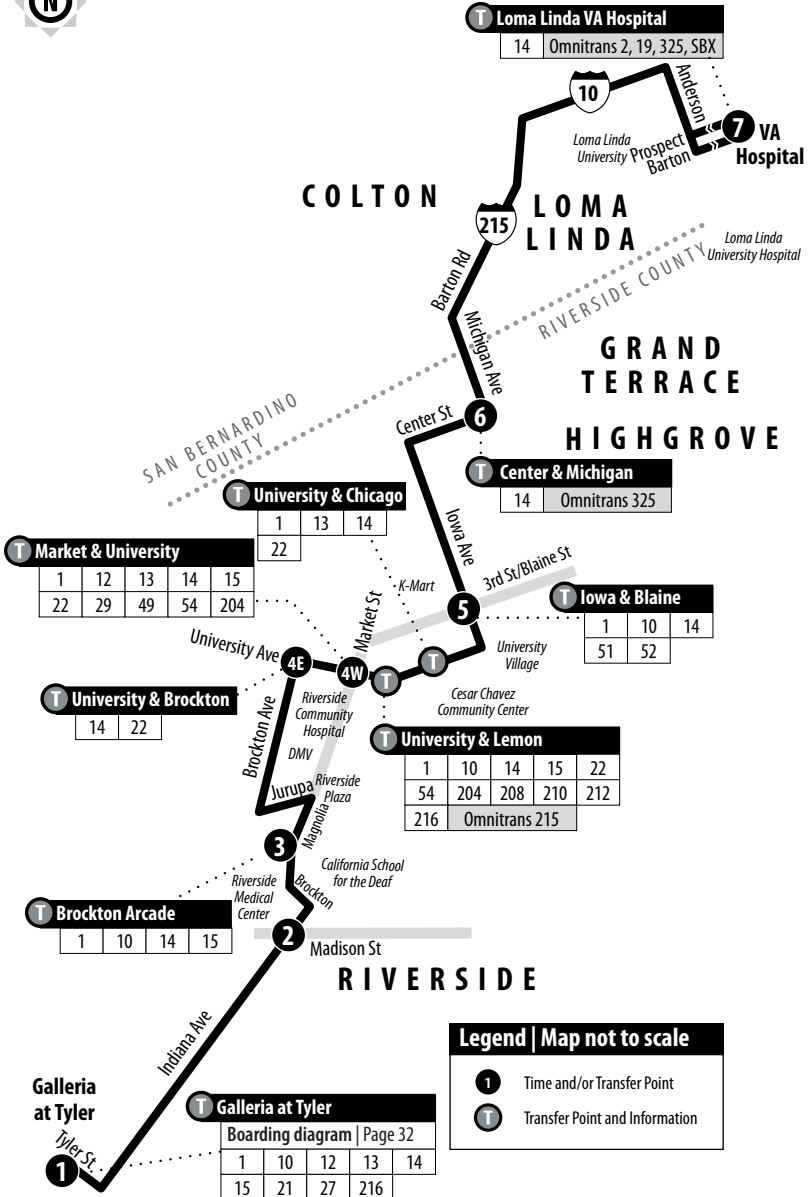 N
T Loma Linda VA Hospital
14 Omnitrans 2, 19, 325, SBX
10
Anderson
7 VA
Hospital
Loma Linda
University
Prospect
Barton
COLTON
LOMA
LINDA
215
Loma Linda
University Hospital
Barton Rd
RIVERSIDE COUNTY
Michigan Ave
GRAND
TERRACE
SAN BERNARDINO
COUNTY
Center St
6
HIGHGROVE
T Center & Michigan
14 Omnitrans 325
T University & Chicago
1 13 14
22
Iowa Ave
T Market & University
1 12 13 14 15
22 29 49 54 204
K-Mart
3rd St/Blaine St
Market St
5
T Iowa & Blaine
1 10 14
51 52
University Ave
4E
4W
T
T
University
Village
T University & Brockton
14 22
Riverside
Community
Hospital
Cesar Chavez
Community Center
Brockton Ave
DMV
T University & Lemon
1 10 14 15 22
54 204 208 210 212
216 Omnitrans 215
Jurupa
Riverside
Plaza
Magnolia
3
California School
for the Deaf
Riverside
Medical
Center
Brockton
T Brockton Arcade
1 10 14 15
2
Madison St
RIVERSIDE
Indiana Ave
Legend | Map not to scale
1 Time and/or Transfer Point
T Transfer Point and Information
Galleria
at Tyler
Tyler St
1
T Galleria at Tyler
Boarding diagram | Page 32
1 10 12 13 14
15 21 27 216